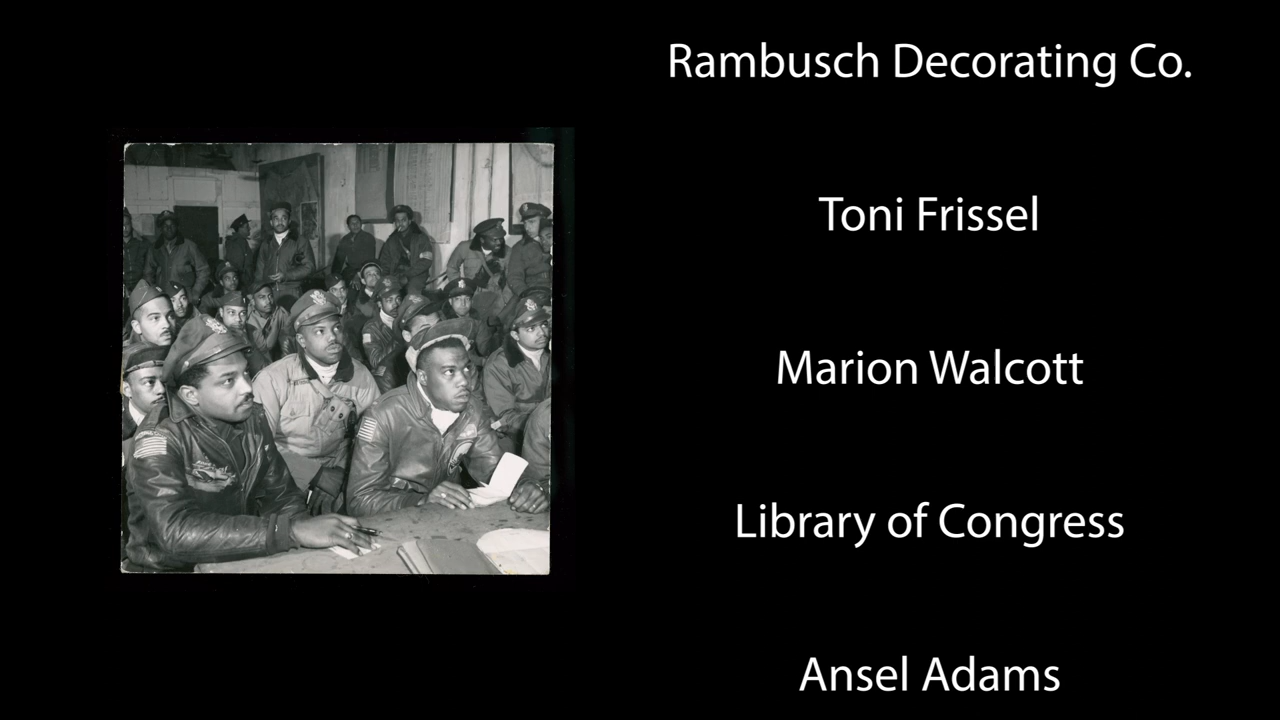 Rambusch Decorating Co.
Toni Frissel
Marion Walcott
Library of Congress
Ansel Adams